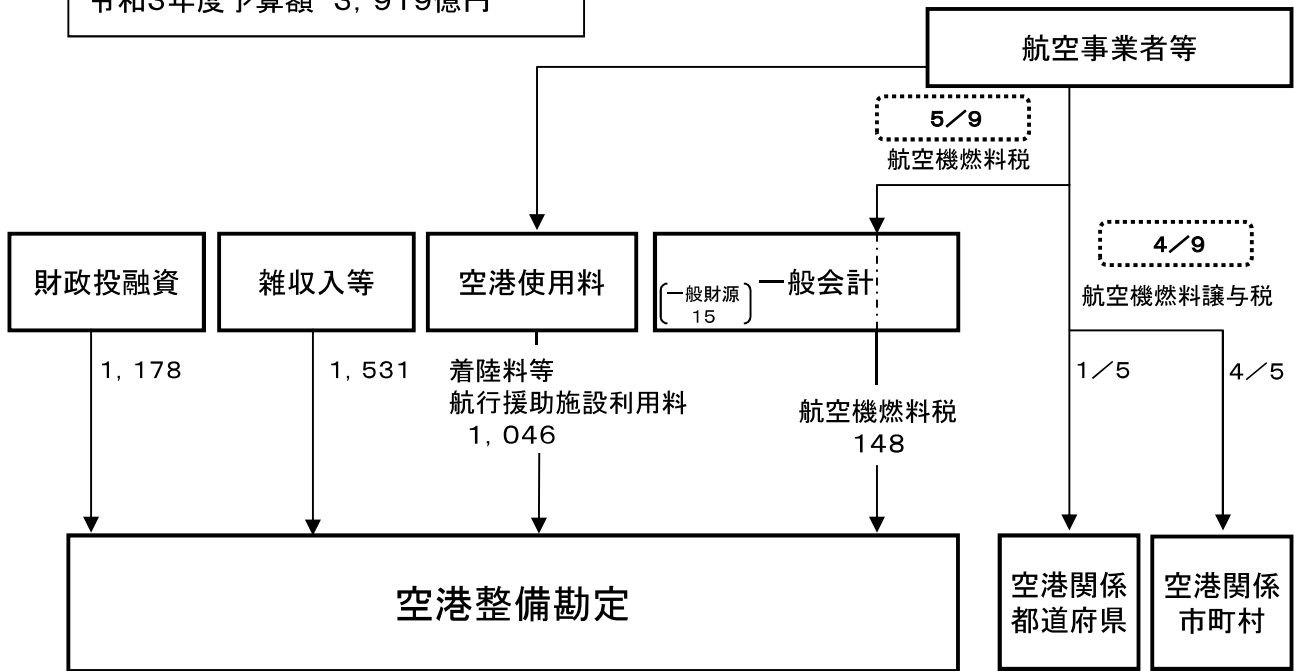 令和3年度予算額 3,919億円
航空事業者等
5/9
航空機燃料税
4/9
航空機燃料譲与税
財政投融資
雑収入等
空港使用料
一般会計
一般財源
15
1,178
1,531
着陸料等
航行援助施設利用料
1,046
航空機燃料税
148
1/5
4/5
空港整備勘定
空港関係
都道府県
空港関係
市町村